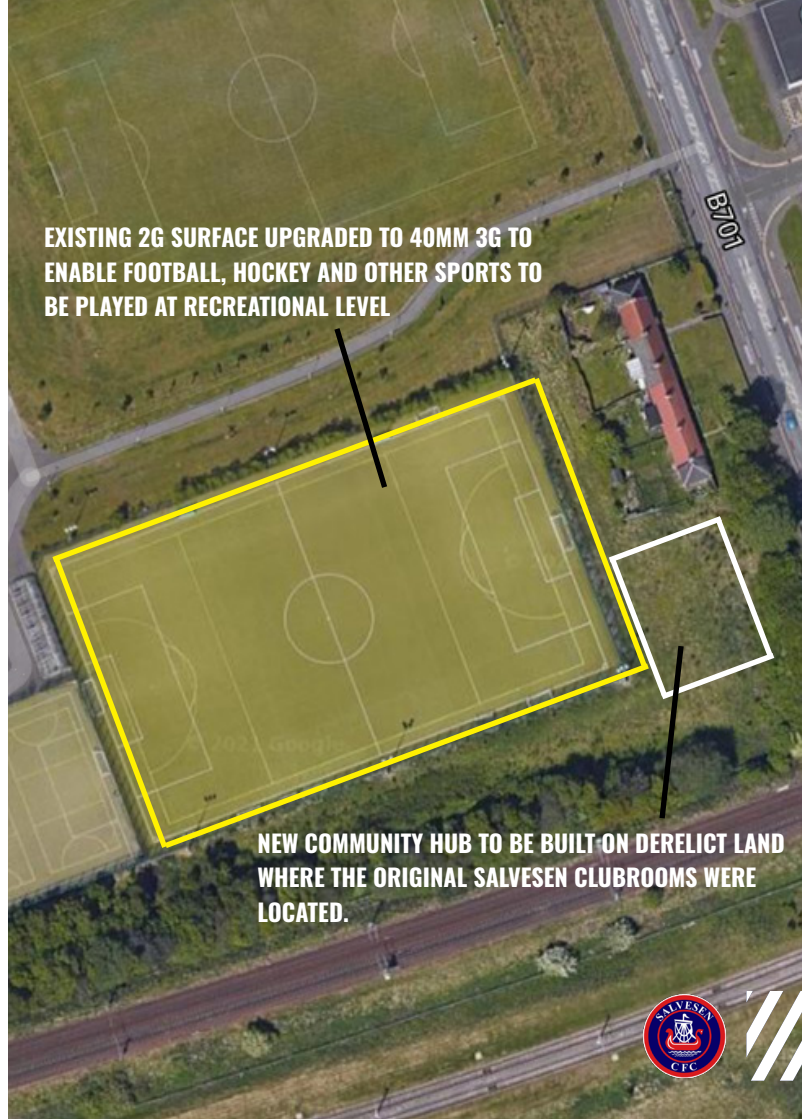 B701
EXISTING 2G SURFACE UPGRADED TO 40MM 3G TO
ENABLE FOOTBALL, HOCKEY AND OTHER SPORTS TO
BE PLAYED AT RECREATIONAL LEVEL
© 2021 Google
NEW COMMUNITY HUB TO BE BUILT ON DERELICT LAND
WHERE THE ORIGINAL SALVESEN CLUBROOMS WERE
LOCATED.
SALVESEN
CFC